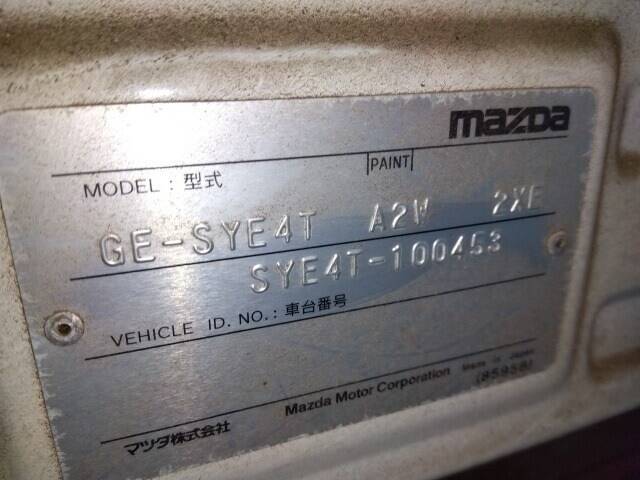 mazda
MODEL : 型式 PAINT
GE-SYE4T A2W 2XE
SYE4T-100453
VEHICLE ID. NO. : 車台番号
マツダ株式会社 Mazda Motor Corporation Made in Japan
(8595B)